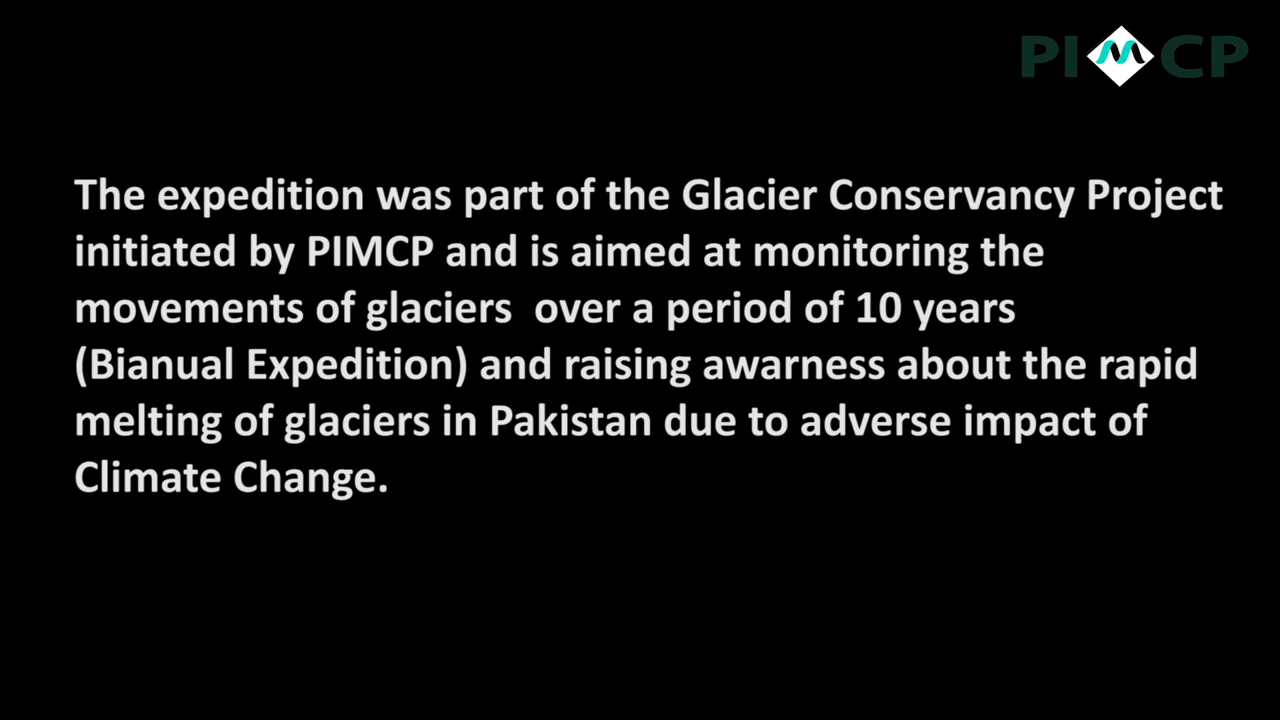 PIMCP
The expedition was part of the Glacier Conservancy Project
initiated by PIMCP and is aimed at monitoring the
movements of glaciers  over a period of 10 years
(Bianual Expedition) and raising awarness about the rapid
melting of glaciers in Pakistan due to adverse impact of
Climate Change.